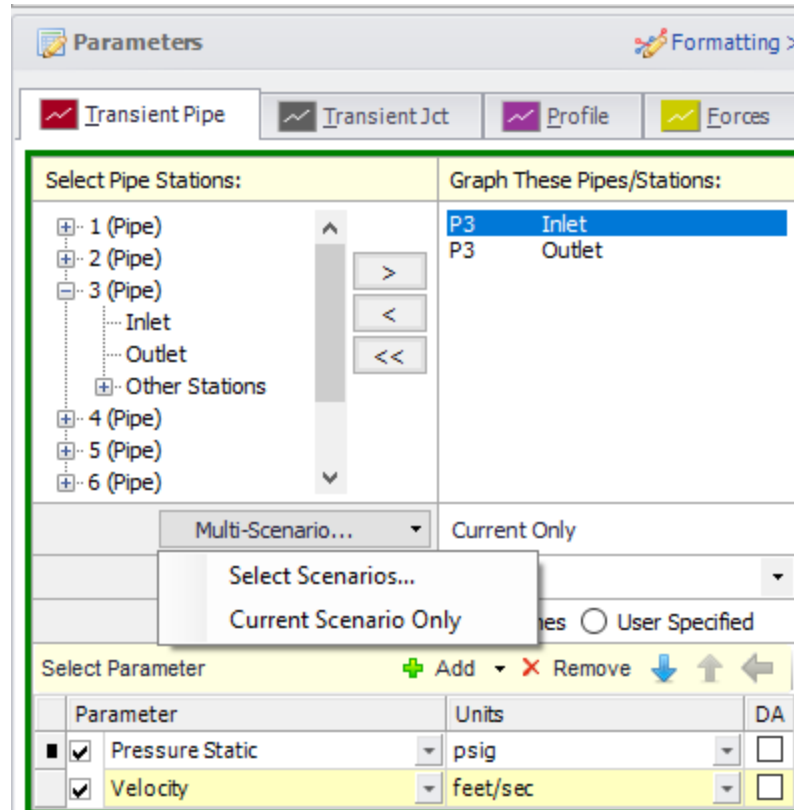 Parameters Formatting >
Transient Pipe Transient Jct Profile Forces
Select Pipe Stations: Graph These Pipes/Stations:
1 (Pipe)
2 (Pipe)
3 (Pipe)
Inlet
Outlet
Other Stations
4 (Pipe)
5 (Pipe)
6 (Pipe)
>
<
<<
P3 Inlet
P3 Outlet
Multi-Scenario... Current Only
Select Scenarios...
Current Scenario Only
User Specified
Select Parameter Add Remove
Parameter Units DA
Pressure Static psig
Velocity feet/sec